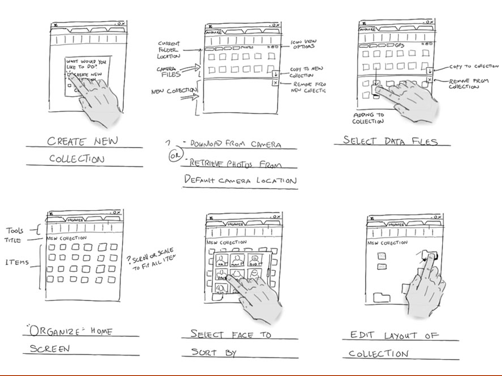 WHAT WOULD YOU
LIKE TO DO?
CREATE NEW
CREATE NEW
COLLECTION
CURRENT
FOLDER
LOCATION
CAMERA
FILES
NEW COLLECTION
ICON VIEW
OPTIONS
COPY TO NEW
COLLECTION
REMOVE FROM
NEW COLLECTION
? - DOWNLOAD FROM CAMERA
OR
- RETRIEVE PHOTOS FROM
DEFAULT CAMERA LOCATION
COPY TO COLLECTION
REMOVE FROM
COLLECTION
ADDING TO
COLLECTION
SELECT DATA FILES
TOOLS
TITLE
ITEMS
NEW COLLECTION
? SCROLL OR SCALE
TO FIT ALL ITEMS
"ORGANIZE" HOME
SCREEN
NEW COLLECTION
SELECT FACE TO
SORT BY
NEW COLLECTION
EDIT LAYOUT OF
COLLECTION